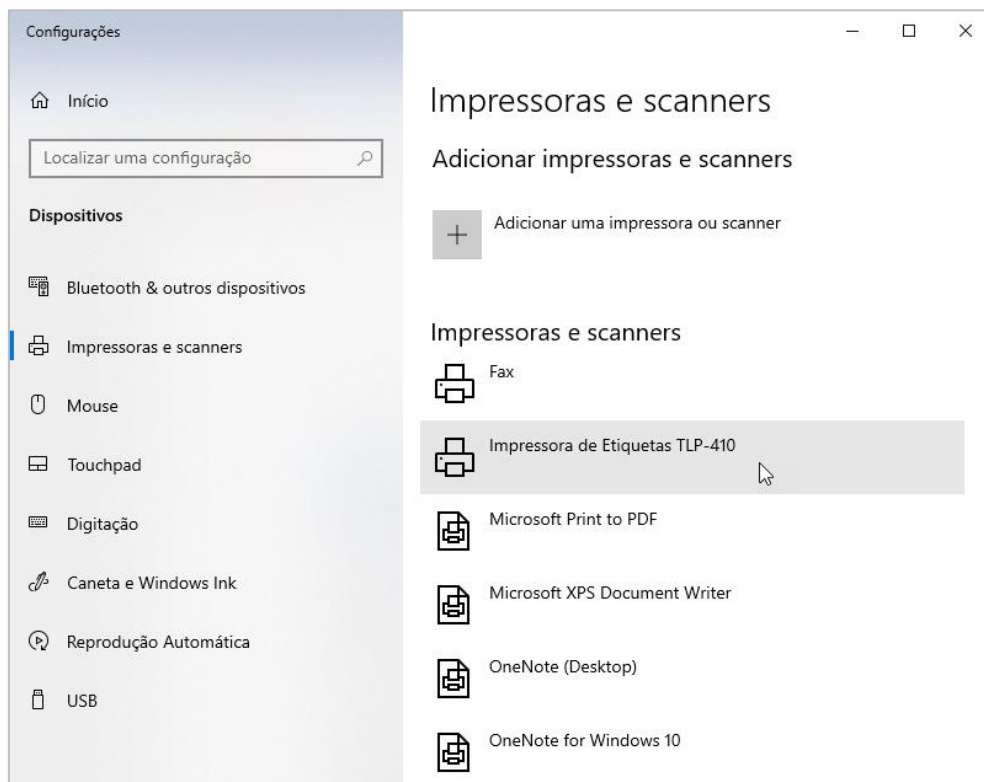 Configurações
Início
Localizar uma configuração
Dispositivos
Bluetooth & outros dispositivos
Impressoras e scanners
Mouse
Touchpad
Digitação
Caneta e Windows Ink
Reprodução Automática
USB
Impressoras e scanners
Adicionar impressoras e scanners
Adicionar uma impressora ou scanner
Impressoras e scanners
Fax
Impressora de Etiquetas TLP-410
Microsoft Print to PDF
Microsoft XPS Document Writer
OneNote (Desktop)
OneNote for Windows 10